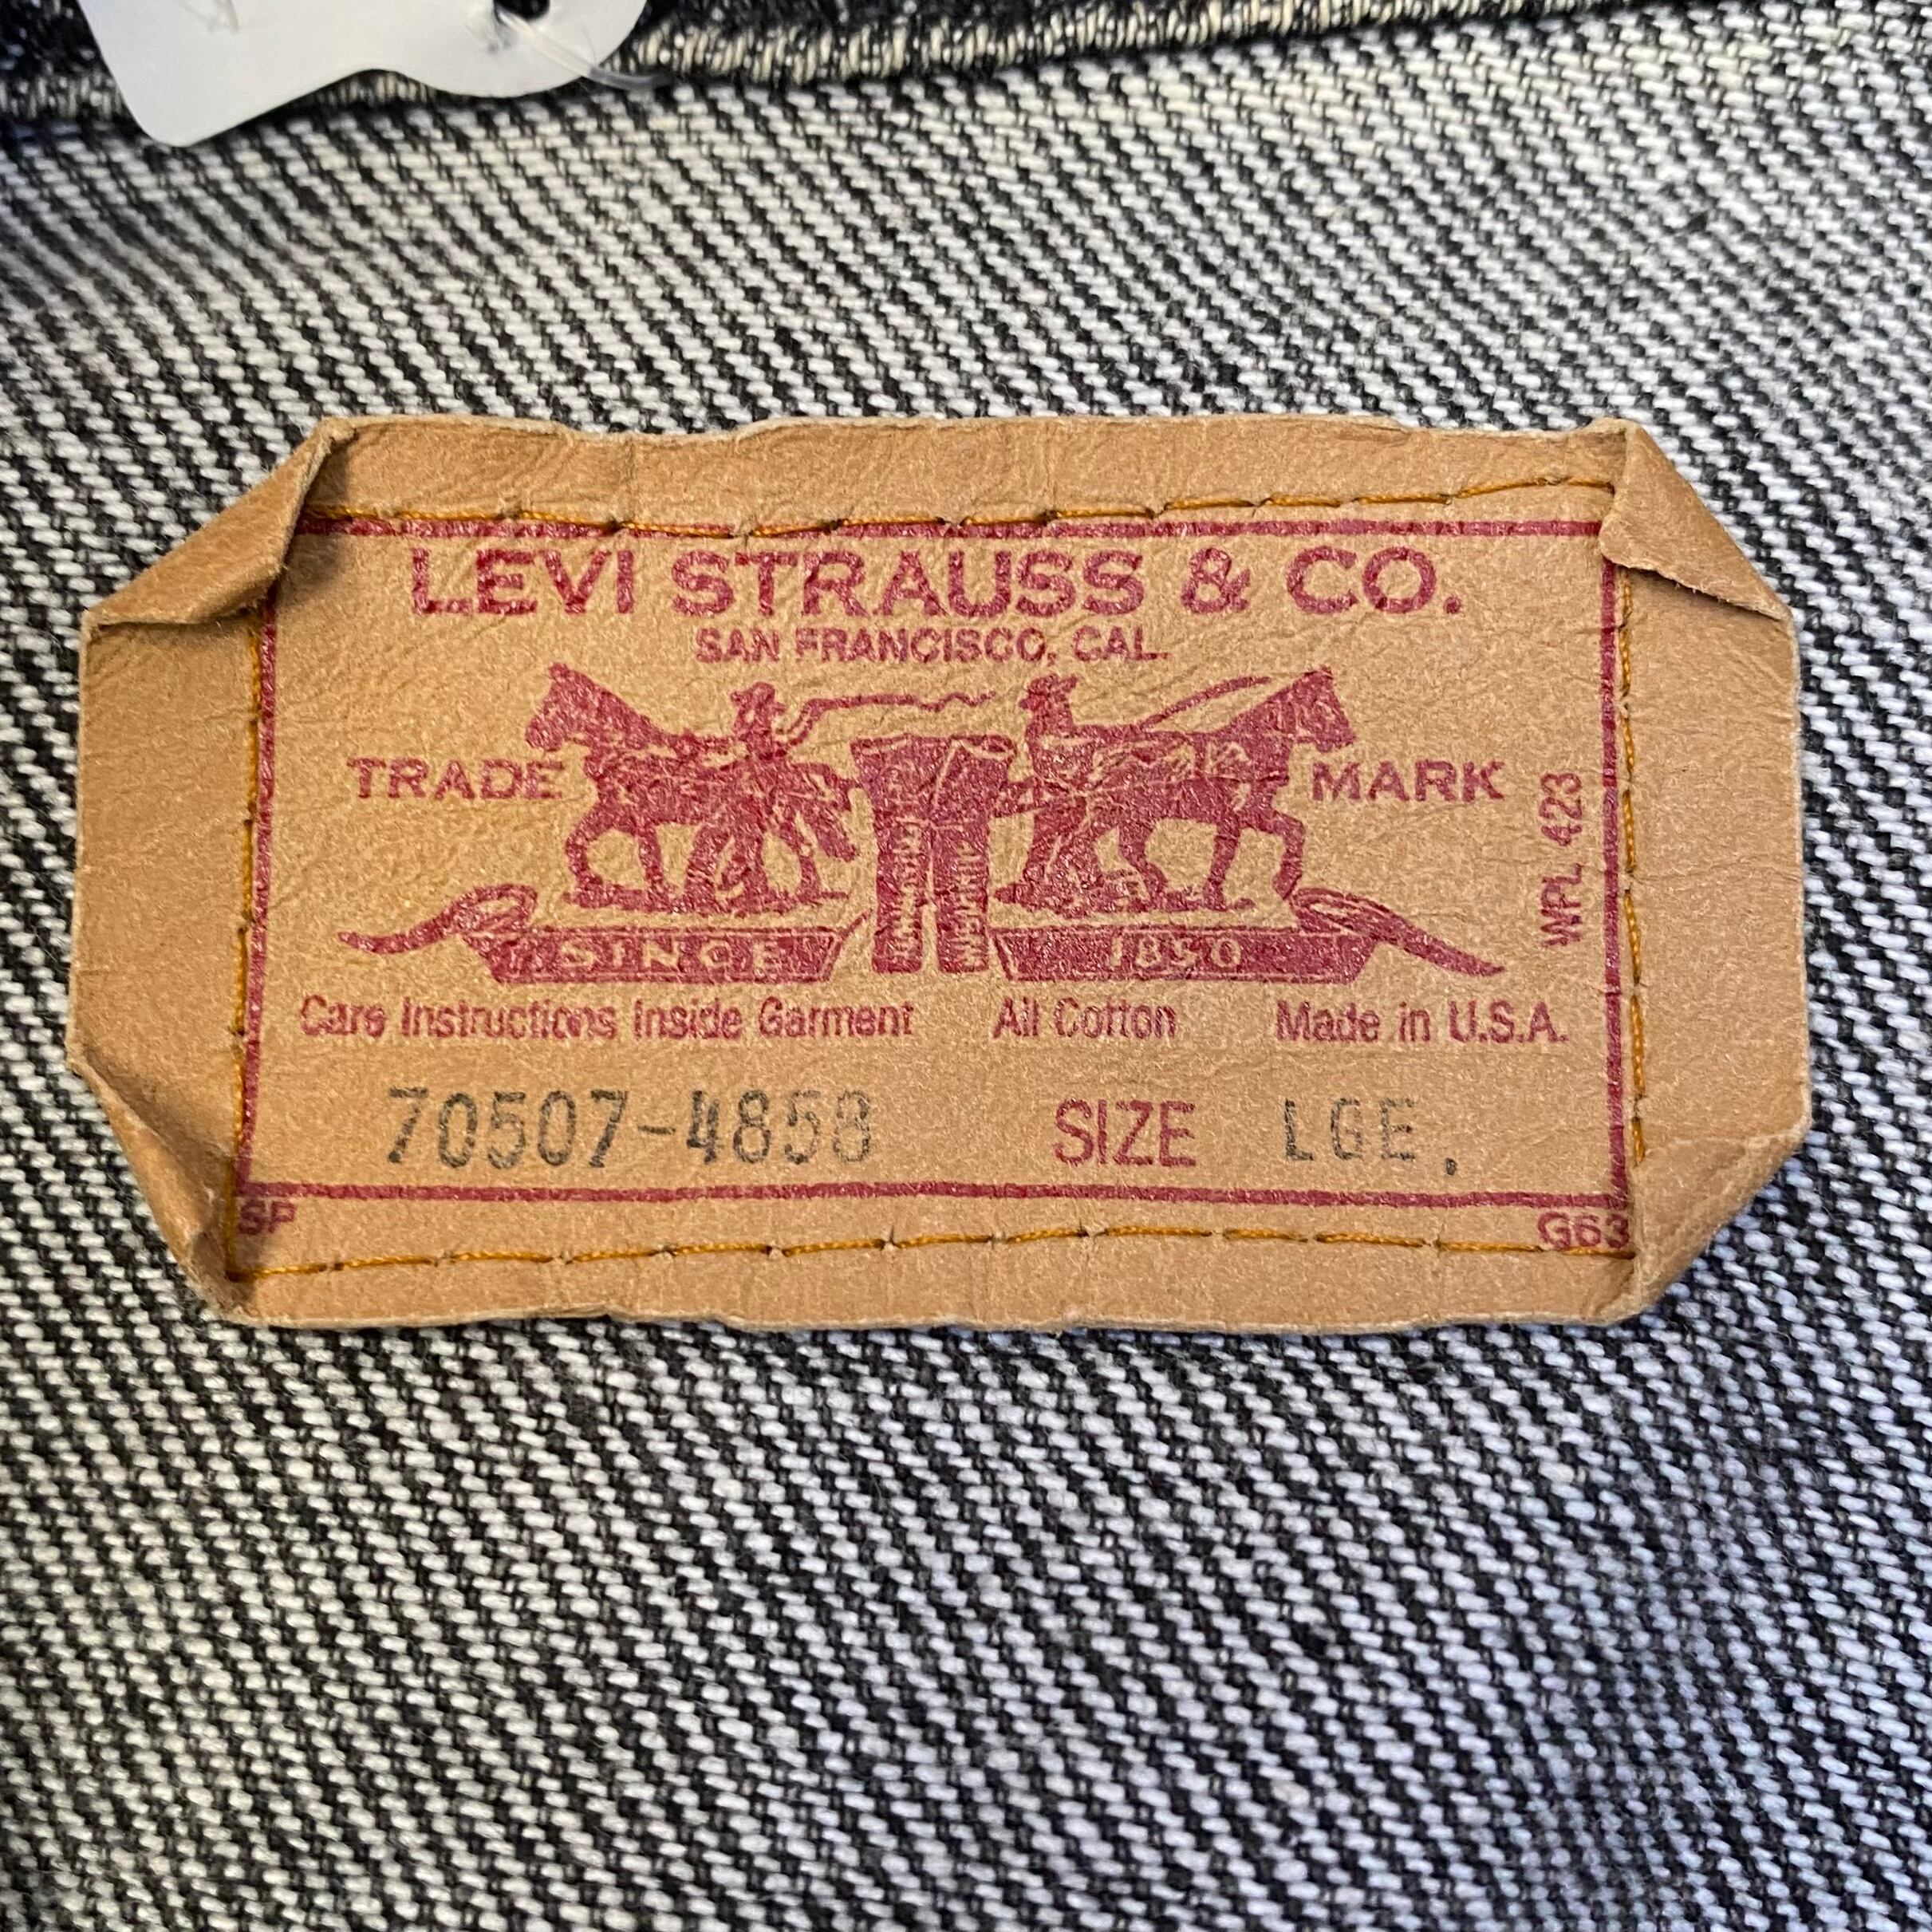 LEVI STRAUSS & CO.
SAN FRANCISCO, CAL.
TRADE MARK
WPL 423
SINCE 1850
Care Instructions Inside Garment All Cotton Made in U.S.A.
70507-4858 SIZE LGE.
SP G63